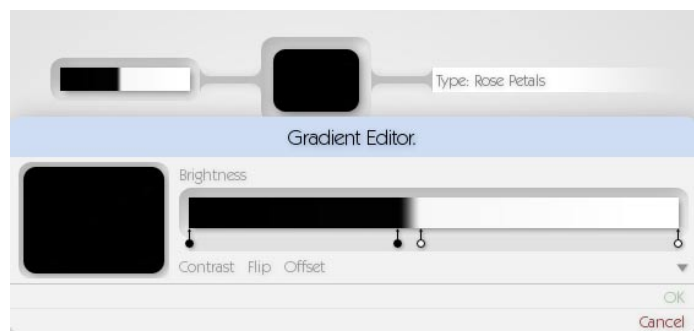 Type: Rose Petals
Gradient Editor.
Brightness
Contrast Flip Offset
OK
Cancel